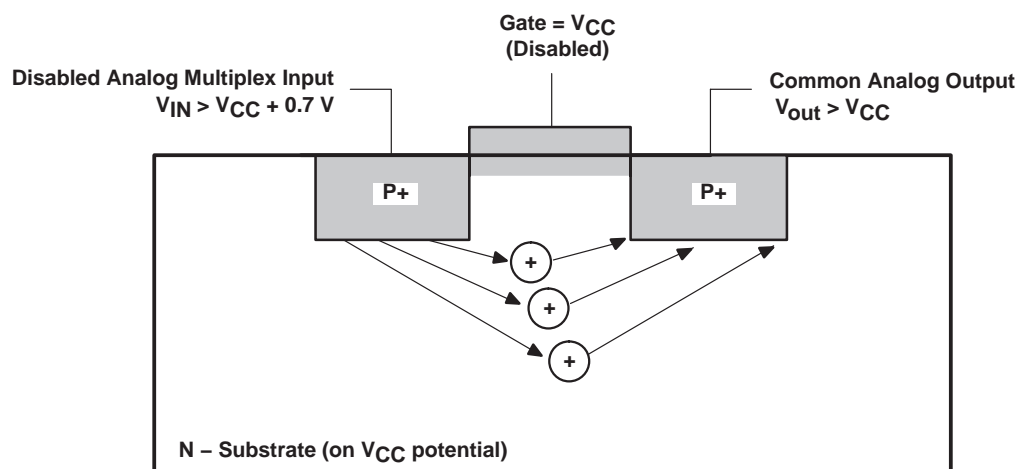 Gate = VCC
(Disabled)
Disabled Analog Multiplex Input
VIN > VCC + 0.7 V
Common Analog Output
Vout > VCC
P+
P+
+
+
+
N – Substrate (on VCC potential)